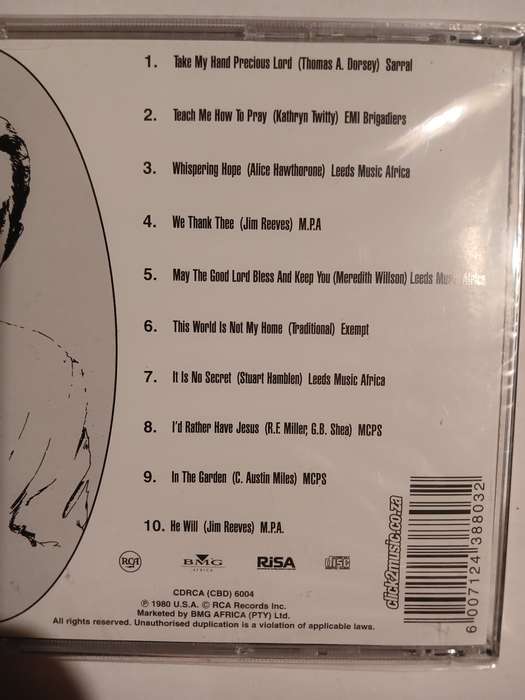 1. Take My Hand Precious Lord (Thomas A. Dorsey) Sarral
2. Teach Me How To Pray (Kathryn Twitty) EMI Brigadiers
3. Whispering Hope (Alice Hawthorone) Leeds Music Africa
4. We Thank Thee (Jim Reeves) M.P.A
5. May The Good Lord Bless And Keep You (Meredith Willson) Leeds Music Africa
6. This World Is Not My Home (Traditional) Exempt
7. It Is No Secret (Stuart Hamblen) Leeds Music Africa
8. I'd Rather Have Jesus (R.F. Miller, G.B. Shea) MCPS
9. In The Garden (C. Austin Miles) MCPS
10. He Will (Jim Reeves) M.P.A.
click2music.co.za
6 007124 388032
RCA
BMG
AFRICA
RiSA
disc
CDRCA (CBD) 6004
℗ 1980 U.S.A. © RCA Records Inc.
Marketed by BMG AFRICA (PTY) Ltd.
All rights reserved. Unauthorised duplication is a violation of applicable laws.